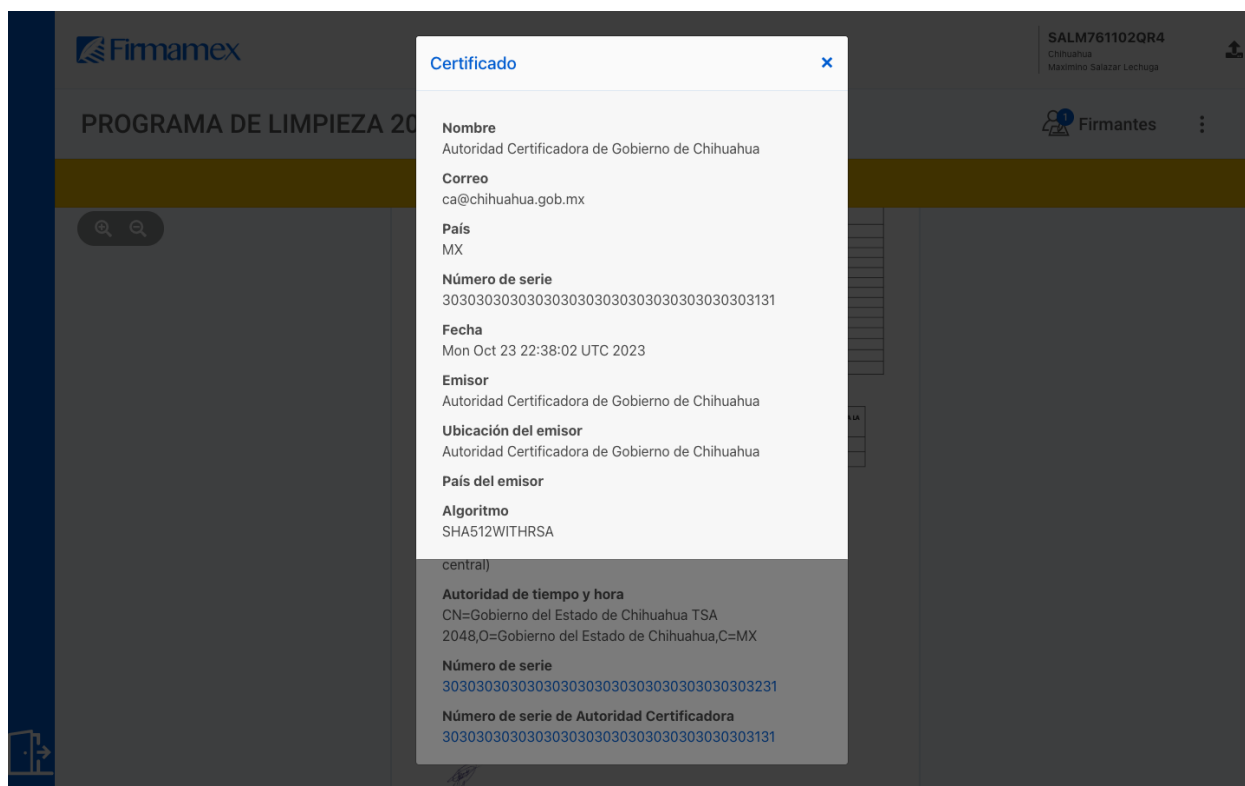 Firmamex
SALM761102QR4
Chihuahua
Maximino Salazar Lechuga
PROGRAMA DE LIMPIEZA 20
1
Firmantes
Certificado
×
Nombre
Autoridad Certificadora de Gobierno de Chihuahua
Correo
ca@chihuahua.gob.mx
País
MX
Número de serie
3030303030303030303030303030303030303131
Fecha
Mon Oct 23 22:38:02 UTC 2023
Emisor
Autoridad Certificadora de Gobierno de Chihuahua
Ubicación del emisor
Autoridad Certificadora de Gobierno de Chihuahua
País del emisor
Algoritmo
SHA512WITHRSA
central)
Autoridad de tiempo y hora
CN=Gobierno del Estado de Chihuahua TSA
2048,O=Gobierno del Estado de Chihuahua,C=MX
Número de serie
3030303030303030303030303030303030303231
Número de serie de Autoridad Certificadora
3030303030303030303030303030303030303131